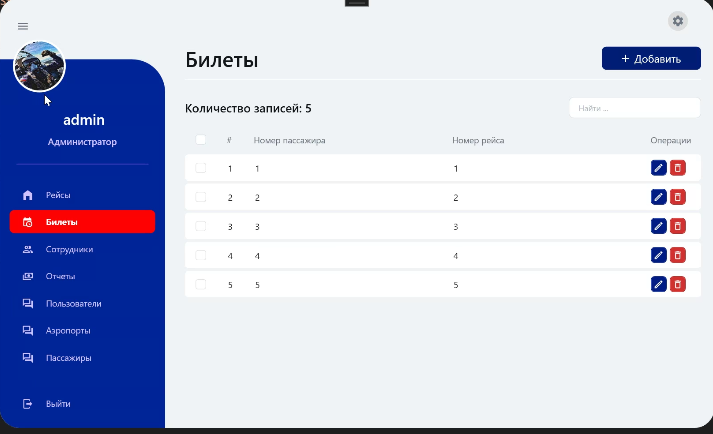 Билеты
+ Добавить
admin
Администратор
Количество записей: 5
Найти ...
# Номер пассажира Номер рейса Операции
1 1 1
2 2 2
3 3 3
4 4 4
5 5 5
Рейсы
Билеты
Сотрудники
Отчеты
Пользователи
Аэропорты
Пассажиры
Выйти